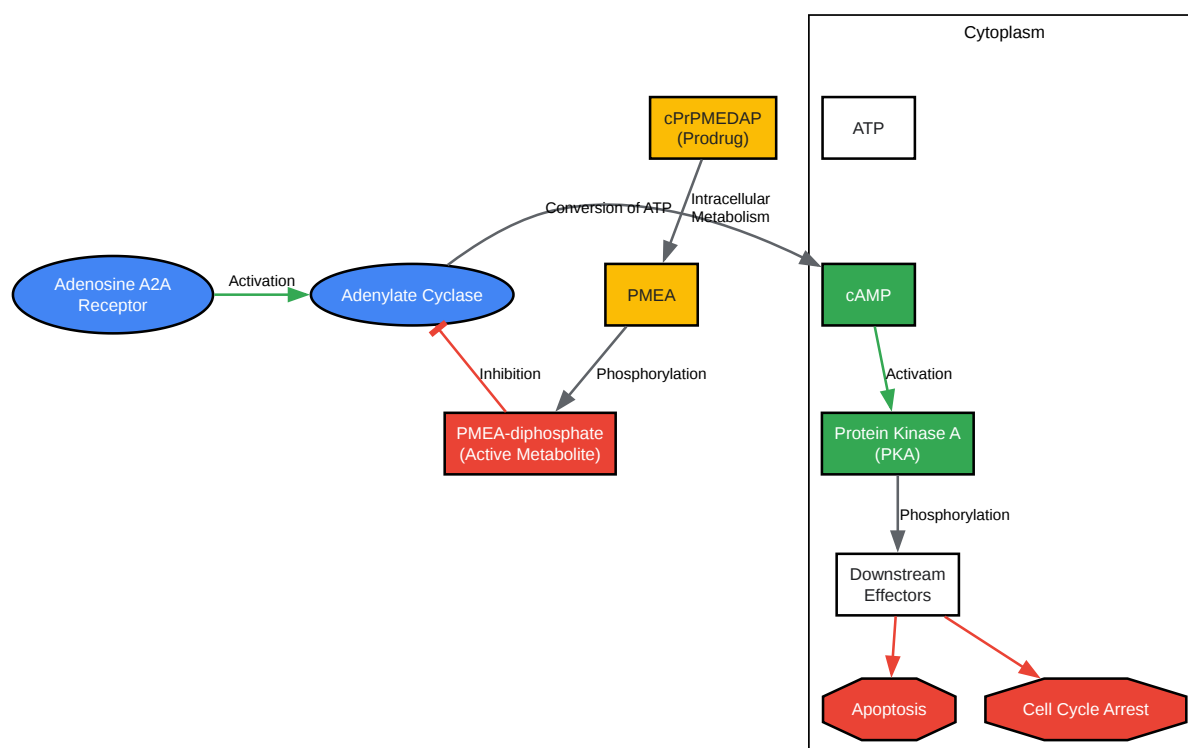 Cytoplasm
cPrPMEDAP
(Prodrug)
ATP
Conversion of ATP
Intracellular
Metabolism
Adenosine A2A
Receptor
Activation
Adenylate Cyclase
PMEA
cAMP
Inhibition
Phosphorylation
Activation
PMEA-diphosphate
(Active Metabolite)
Protein Kinase A
(PKA)
Phosphorylation
Downstream
Effectors
Apoptosis
Cell Cycle Arrest